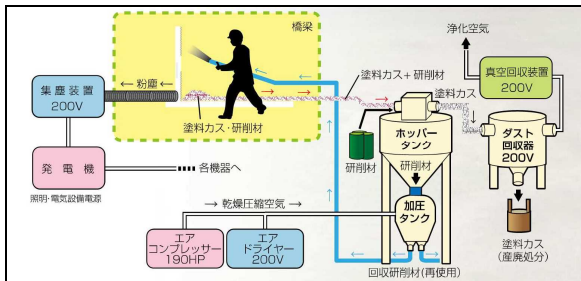 橋梁
浄化空気
集塵装置
200V
← 粉塵 ←
塗料カス+研削材
塗料カス
真空回収装置
200V
塗料カス・研削材
ホッパー
タンク
研削材
研削材
ダスト
回収器
200V
発電機
各機器へ
照明・電気設備電源
→ 乾燥圧縮空気 →
加圧
タンク
エア
コンプレッサー
190HP
エア
ドライヤー
200V
回収研削材(再使用)
塗料カス
(産廃処分)